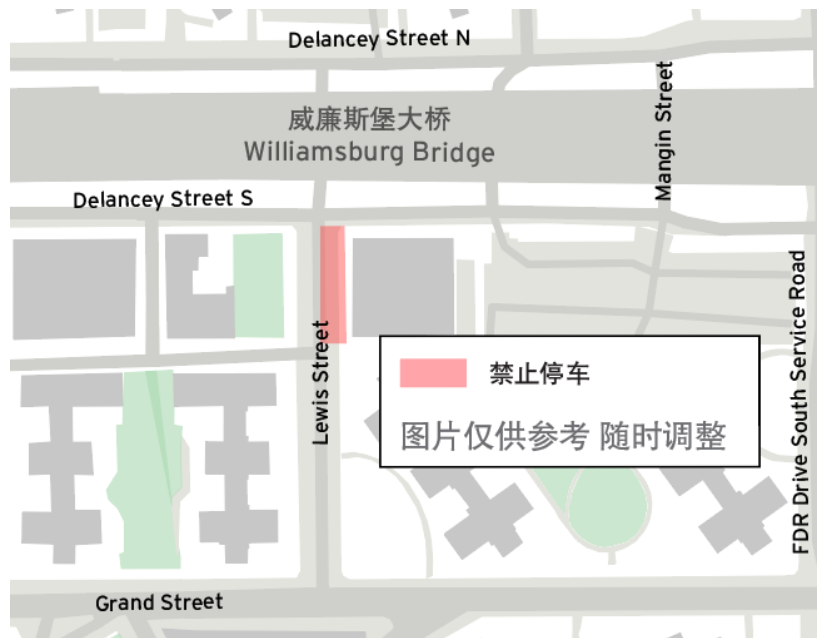 Delancey Street N
威廉斯堡大桥
Williamsburg Bridge
Mangin Street
Delancey Street S
Lewis Street
FDR Drive South Service Road
禁止停车
图片仅供参考 随时调整
Grand Street